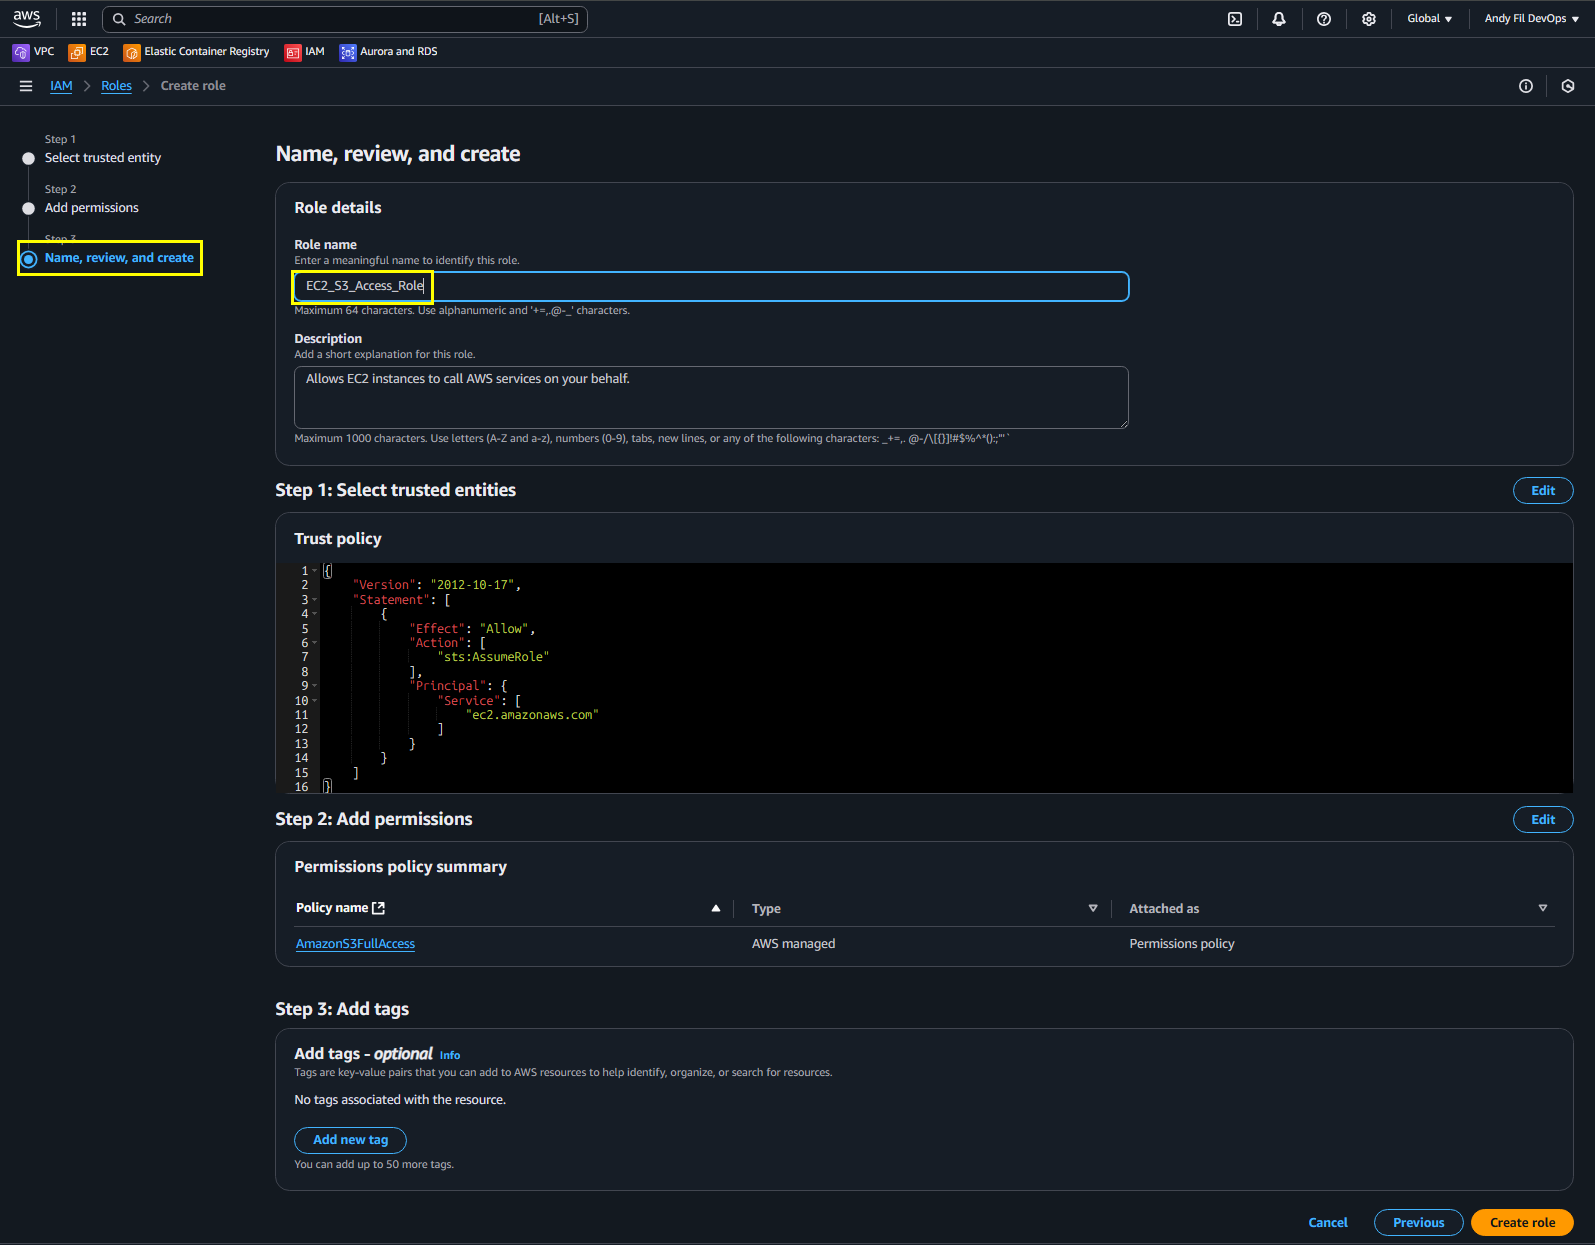 aws
Search [Alt+S]
Global Andy Fil DevOps
VPC EC2 Elastic Container Registry IAM Aurora and RDS
IAM Roles Create role
Step 1
Select trusted entity
Step 2
Add permissions
Step 3
Name, review, and create
Name, review, and create
Role details
Role name
Enter a meaningful name to identify this role.
EC2_S3_Access_Role
Maximum 64 characters. Use alphanumeric and '+=,.@-_' characters.
Description
Add a short explanation for this role.
Allows EC2 instances to call AWS services on your behalf.
Maximum 1000 characters. Use letters (A-Z and a-z), numbers (0-9), tabs, new lines, or any of the following characters: _+=,. @-/\[{}]!#$%^*();:"'`
Step 1: Select trusted entities
Edit
Trust policy
1 {
2 "Version": "2012-10-17",
3 "Statement": [
4 {
5 "Effect": "Allow",
6 "Action": [
7 "sts:AssumeRole"
8 ],
9 "Principal": {
10 "Service": [
11 "ec2.amazonaws.com"
12 ]
13 }
14 }
15 ]
16 }
Step 2: Add permissions
Edit
Permissions policy summary
Policy name Type Attached as
AmazonS3FullAccess AWS managed Permissions policy
Step 3: Add tags
Add tags - optional Info
Tags are key-value pairs that you can add to AWS resources to help identify, organize, or search for resources.
No tags associated with the resource.
Add new tag
You can add up to 50 more tags.
Cancel Previous Create role